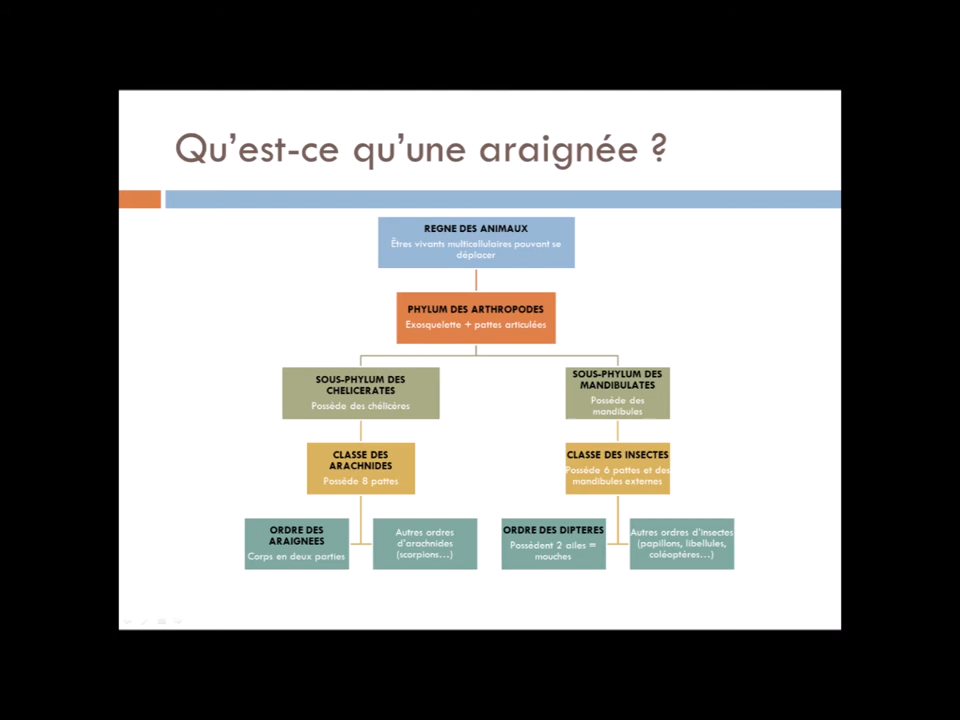 Qu'est-ce qu'une araignée ?
REGNE DES ANIMAUX
Êtres vivants multicellulaires pouvant se
déplacer
PHYLUM DES ARTHROPODES
Exosquelette + pattes articulées
SOUS-PHYLUM DES
CHELICERATES
Possède des chélicères
SOUS-PHYLUM DES
MANDIBULATES
Possède des
mandibules
CLASSE DES
ARACHNIDES
Possède 8 pattes
CLASSE DES INSECTES
Possède 6 pattes et des
mandibules externes
ORDRE DES
ARAIGNEES
Corps en deux parties
Autres ordres
d'arachnides
(scorpions...)
ORDRE DES DIPTERES
Possèdent 2 ailes =
mouches
Autres ordres d'insectes
(papillons, libellules,
coléoptères...)